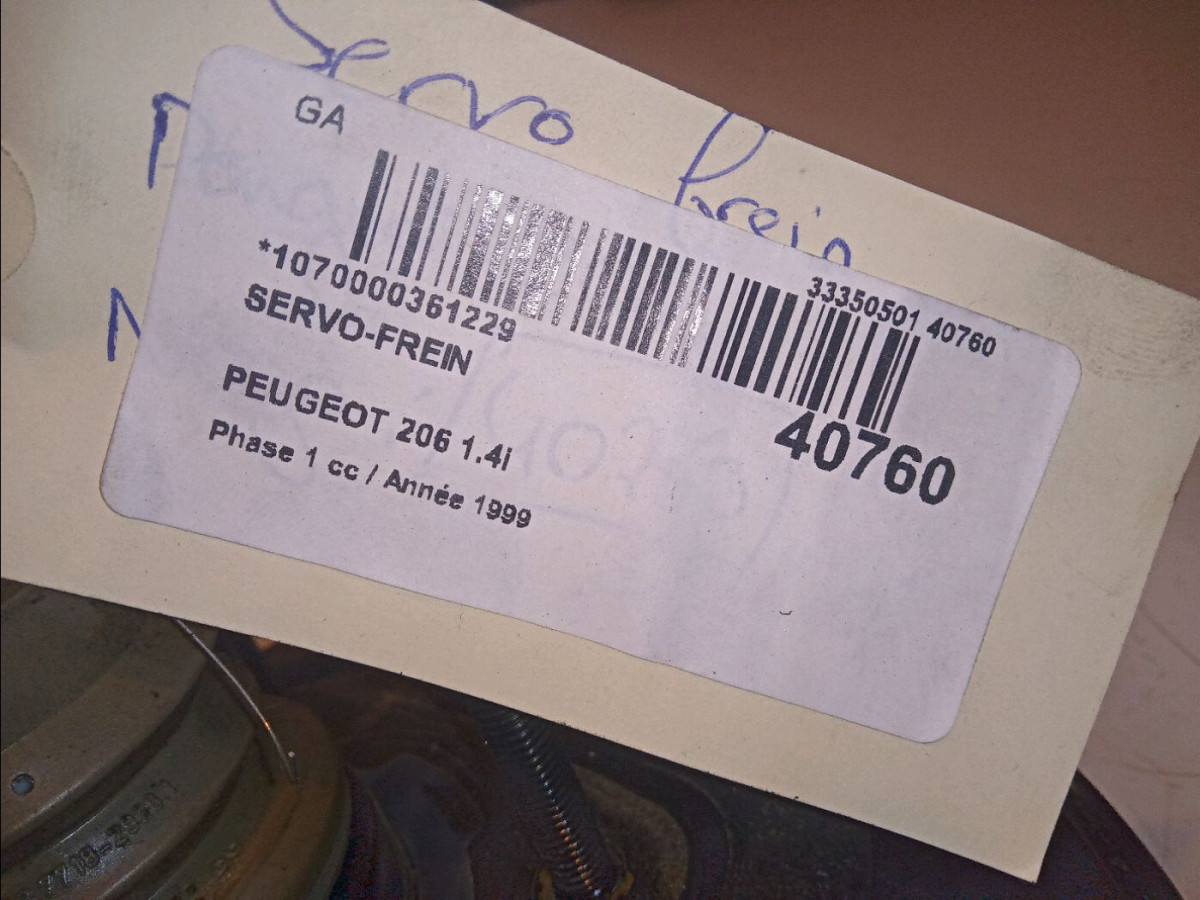 Servo frein
GA
*1070000361229
33350501 40760
SERVO-FREIN
40760
PEUGEOT 206 1.4i
Phase 1 cc / Année 1999